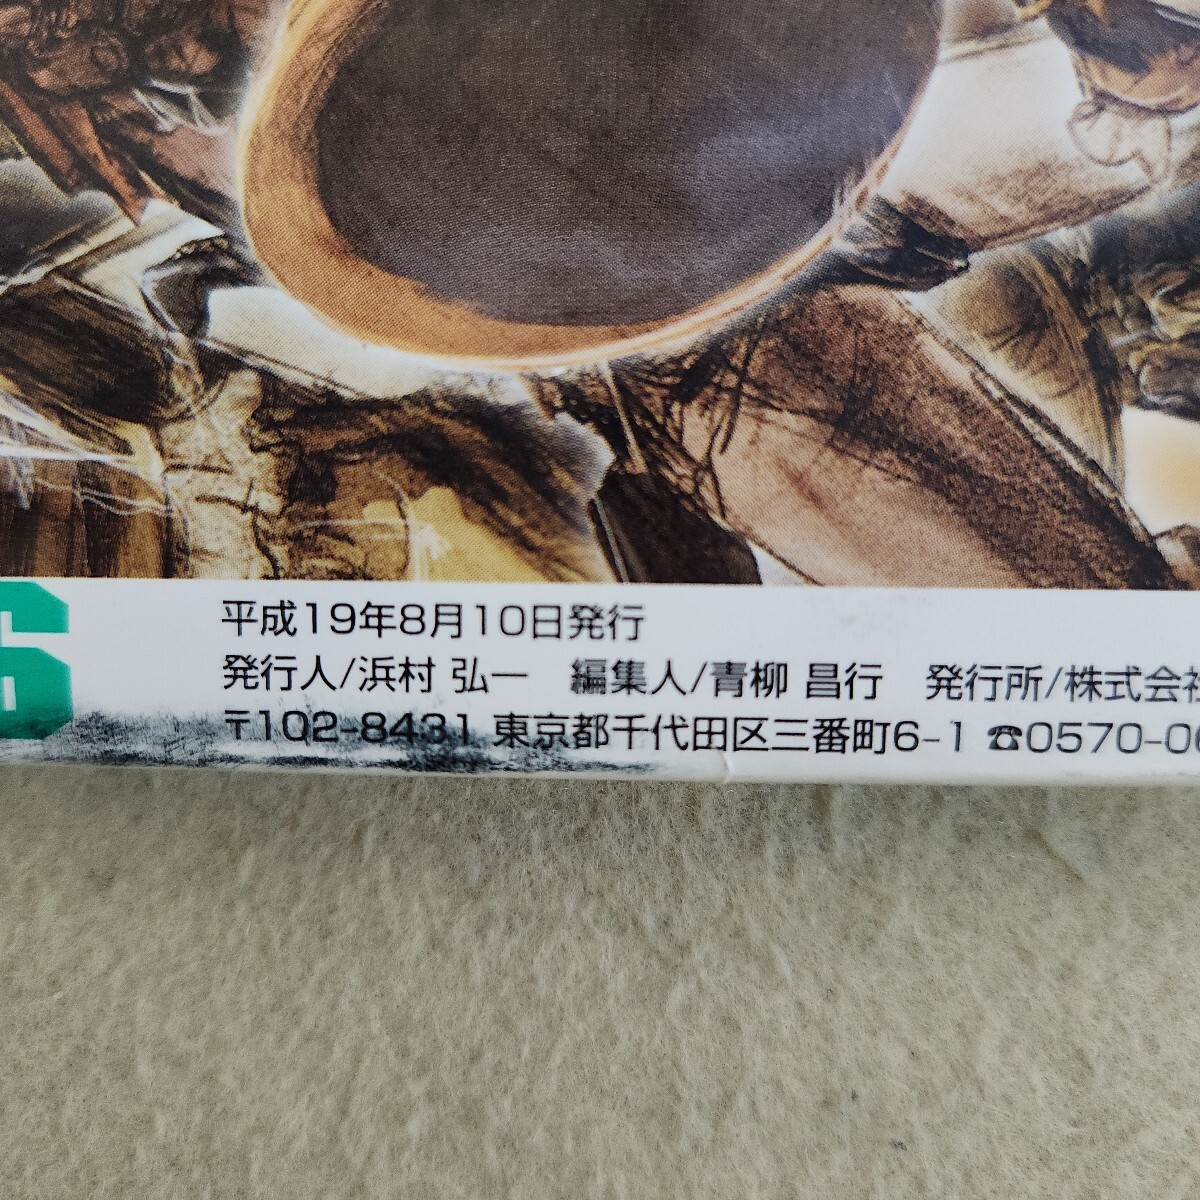 平成19年8月10日発行
発行人/浜村 弘一　編集人/青柳 昌行　発行所/株式会社
〒102-8431 東京都千代田区三番町6-1 ☎0570-0